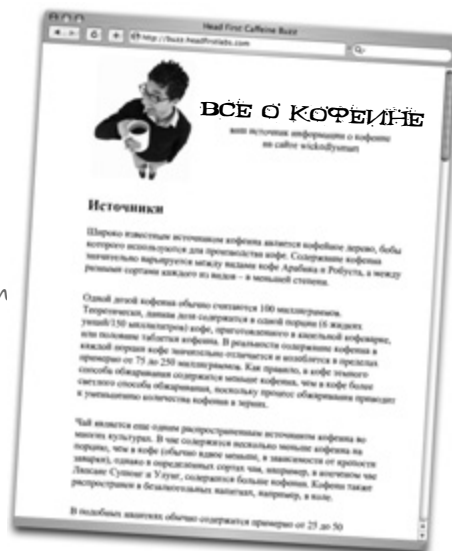 Head First Caffeine Buzz
http://buzz.headfirstlabs.com
ВСЕ О КОФЕИНЕ
ваш источник информации о кофеине
на сайте wickedlysmart
Источники
Широко известным источником кофеина является кофейное дерево, бобы
которого используются для производства кофе. Содержание кофеина
значительно варьируется между видами кофе Арабика и Робуста, а между
разными сортами каждого из видов – в меньшей степени.
Одной дозой кофеина обычно считаются 100 миллиграммов.
Теоретически, данная доза содержится в одной порции (6 жидких
унций/150 миллилитров) кофе, приготовленного в капельной кофеварке,
или половине таблетки кофеина. В реальности содержание кофеина в
каждой порции кофе значительно отличается и колеблется в пределах
примерно от 75 до 250 миллиграммов. Как правило, в кофе темного
способа обжаривания содержится меньше кофеина, чем в кофе более
светлого способа обжаривания, поскольку процесс обжаривания приводит
к уменьшению количества кофеина в зернах.
Чай является еще одним распространенным источником кофеина во
многих культурах. В чае содержится несколько меньше кофеина на
порцию, чем в кофе (обычно вдвое меньше, в зависимости от крепости
заварки), однако в определенных сортах чая, например, в копченом чае
Лапсанг Сушонг и Улунг, содержится больше кофеина. Кофеин также
распространен в безалкогольных напитках, например, в коле.
В подобных напитках обычно содержится примерно от 25 до 50